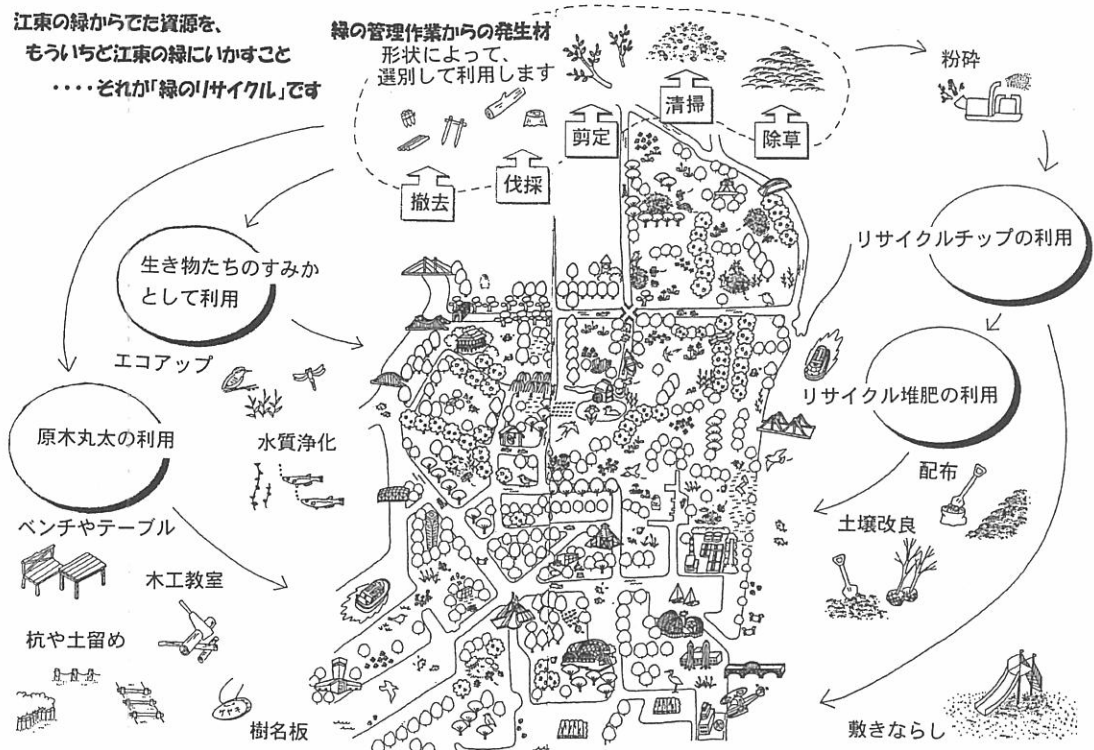 江東の緑からでた資源を、
もういちど江東の緑にいかすこと
・・・・それが「緑のリサイクル」です
緑の管理作業からの発生材
形状によって、
選別して利用します
撤去
伐採
剪定
清掃
除草
粉砕
リサイクルチップの利用
リサイクル堆肥の利用
配布
土壌改良
敷きならし
生き物たちのすみか
として利用
エコアップ
水質浄化
原木丸太の利用
ベンチやテーブル
木工教室
杭や土留め
樹名板
ケヤキ